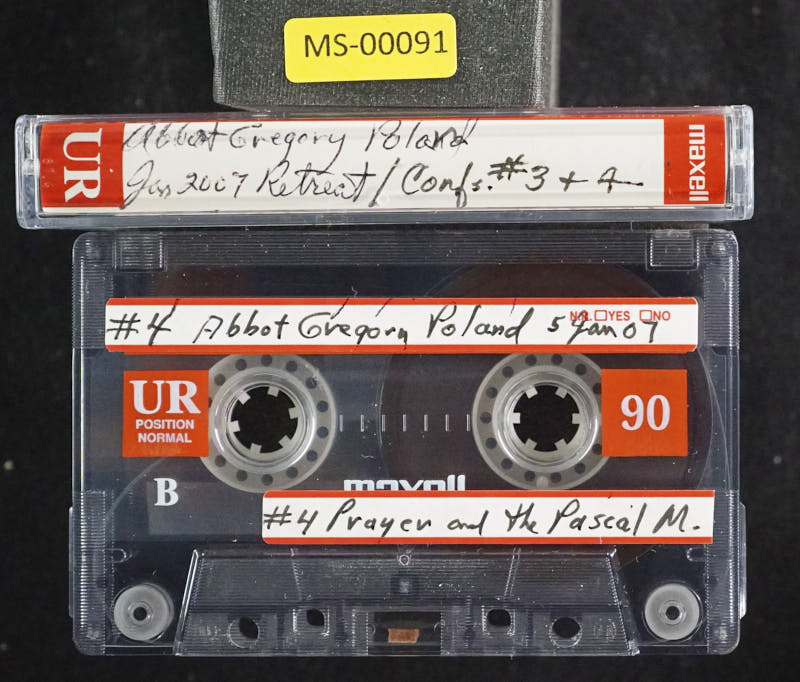 MS-00091
UR
Abbot Gregory Poland
Jan 2007 Retreat / Confs. #3 + 4
maxell
#4 Abbot Gregory Poland 5 Jan 07
N.R. YES NO
UR
POSITION
NORMAL
90
B
maxell
#4 Prayer and the Pascal M.